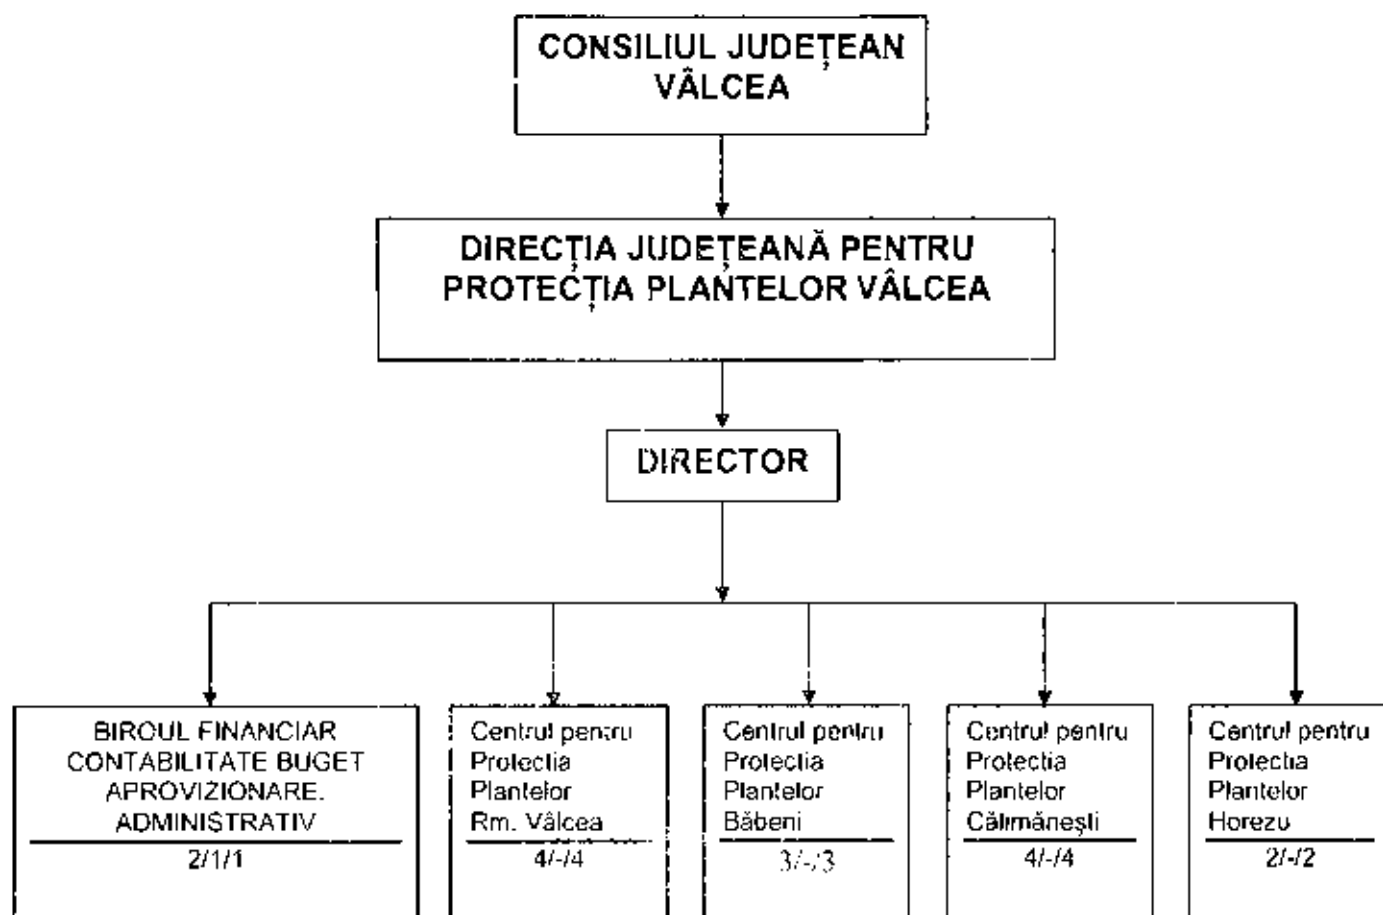 CONSILIUL JUDEȚEAN
VÂLCEA
DIRECȚIA JUDEȚEANĂ PENTRU
PROTECȚIA PLANTELOR VÂLCEA
DIRECTOR
BIROUL FINANCIAR
CONTABILITATE BUGET
APROVIZIONARE.
ADMINISTRATIV
2/1/1
Centrul pentru
Protectia
Plantelor
Rm. Vâlcea
4/-/4
Centrul pentru
Protectia
Plantelor
Băbeni
3/-/3
Centrul pentru
Protectia
Plantelor
Călimănești
4/-/4
Centrul pentru
Protectia
Plantelor
Horezu
2/-/2